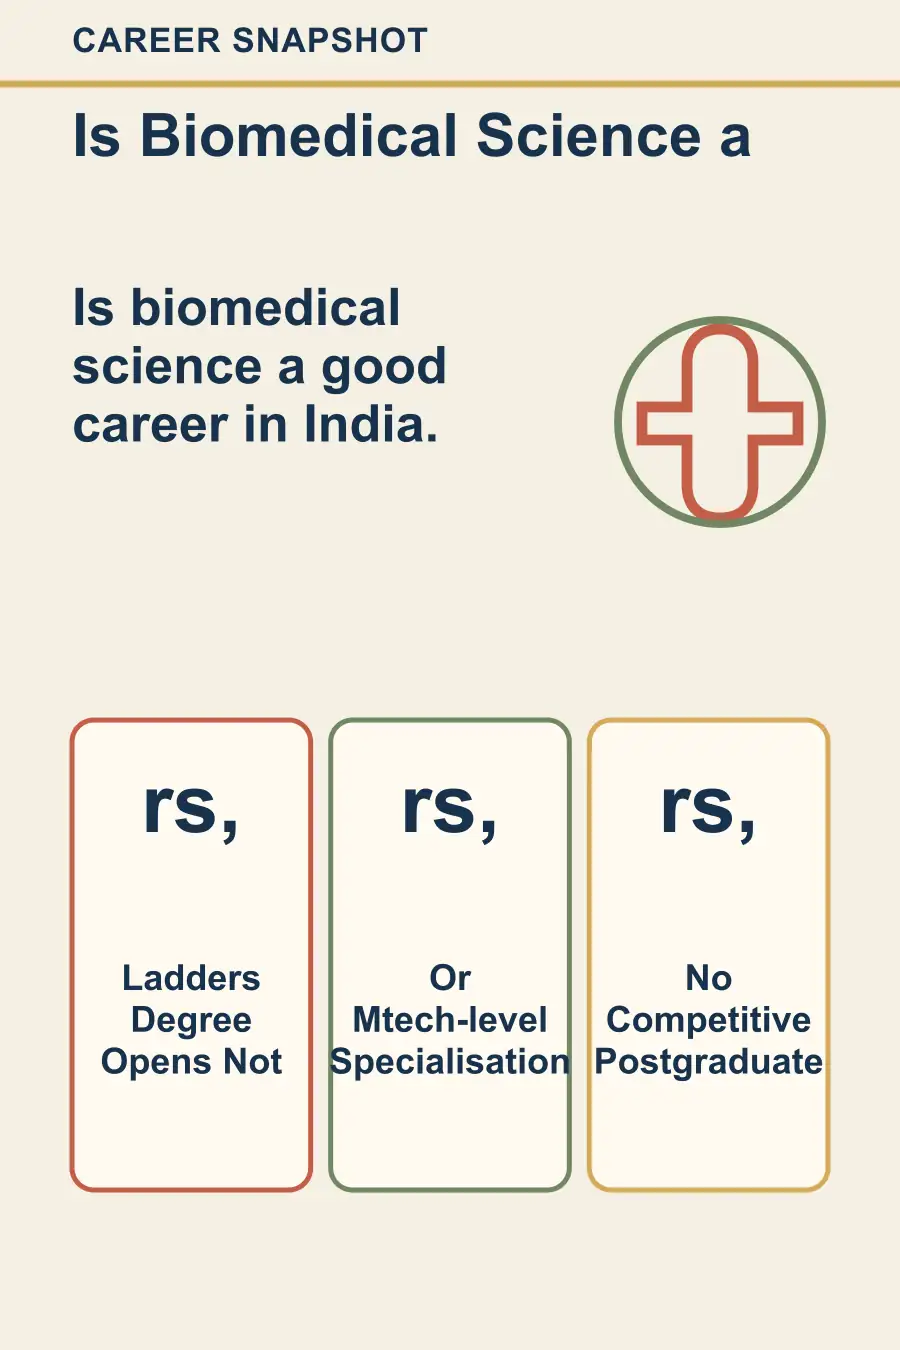 CAREER SNAPSHOT
Is Biomedical Science a
Is biomedical
science a good
career in India.
rs,
Ladders
Degree
Opens Not
rs,
Or
Mtech-level
Specialisation
rs,
No
Competitive
Postgraduate